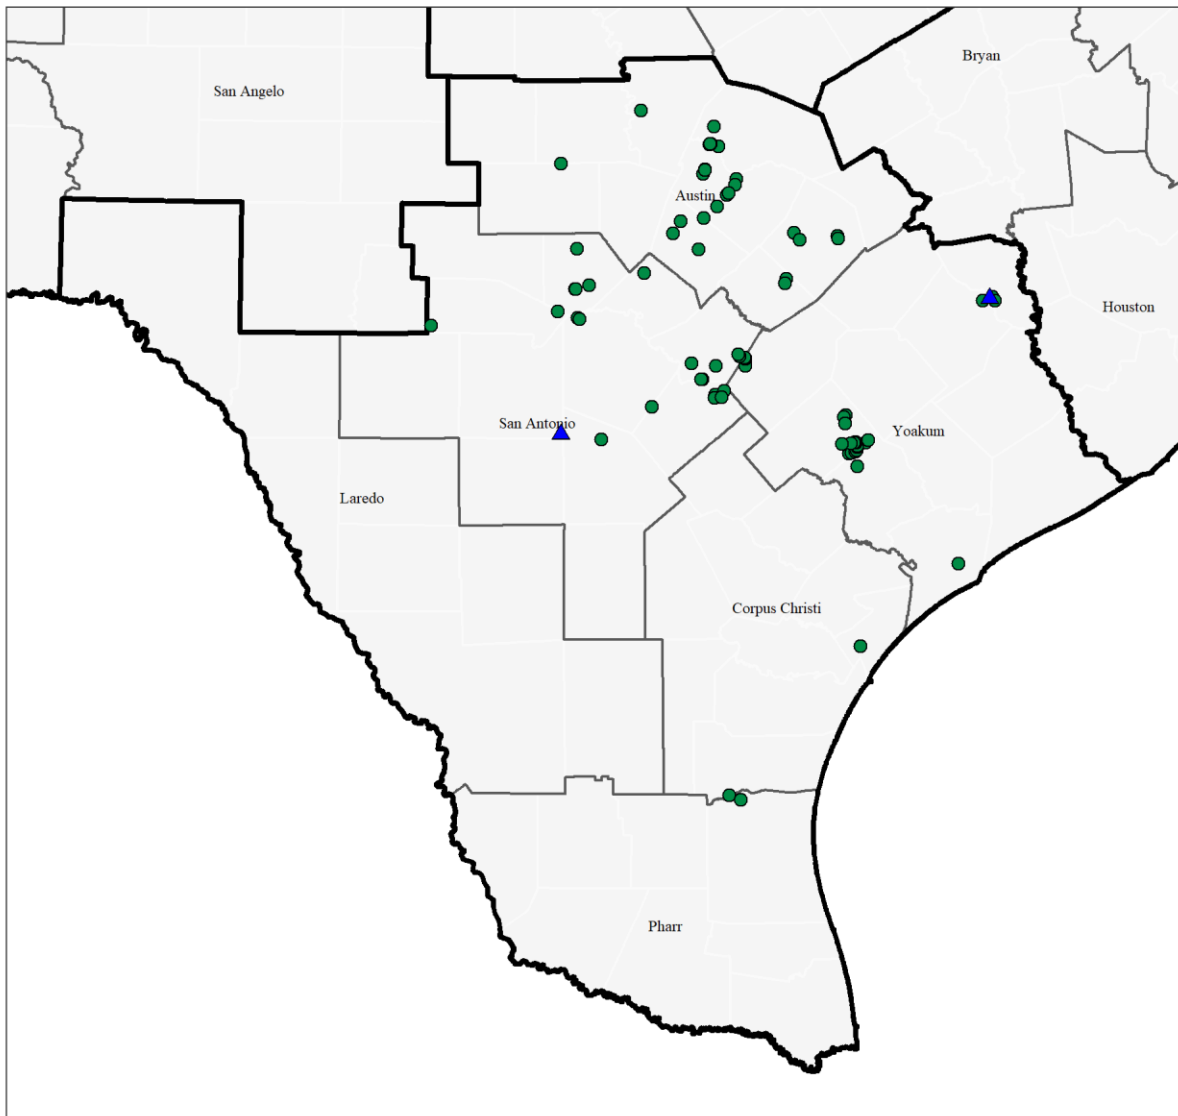 Bryan
San Angelo
Austin
Houston
San Antonio
Yoakum
Laredo
Corpus Christi
Pharr